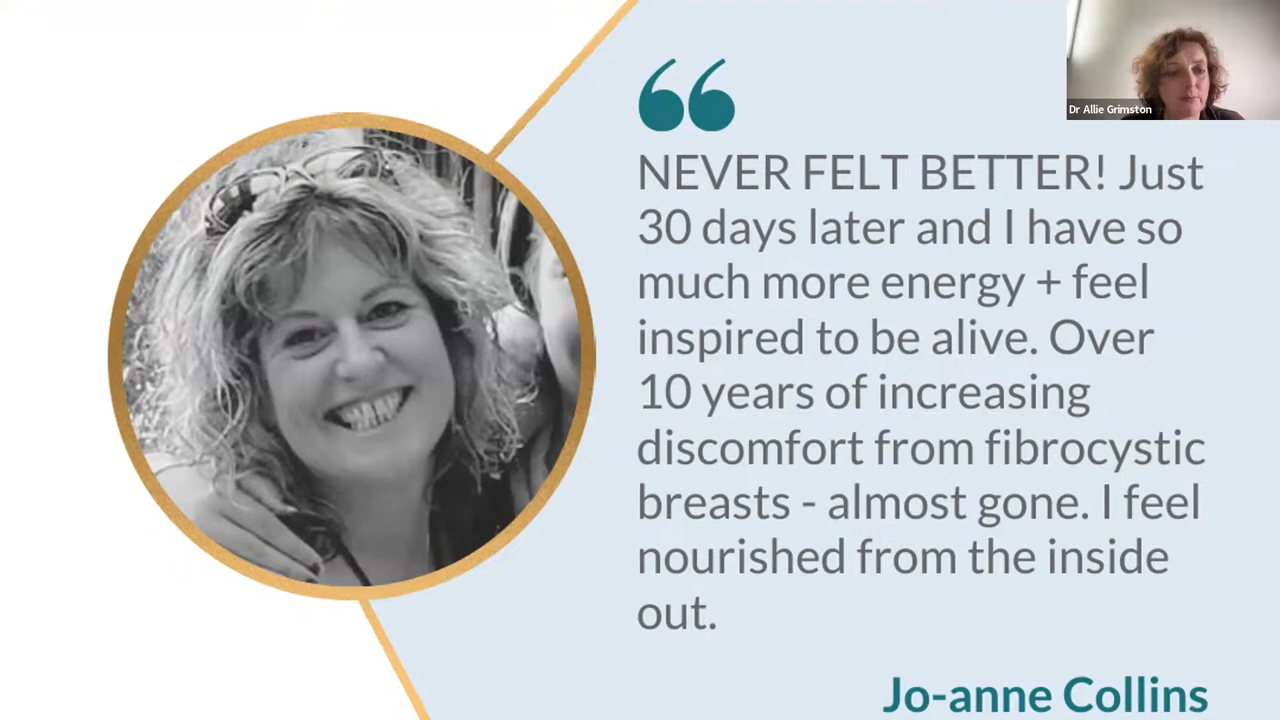 Dr Allie Grimston
“
NEVER FELT BETTER! Just
30 days later and I have so
much more energy + feel
inspired to be alive. Over
10 years of increasing
discomfort from fibrocystic
breasts - almost gone. I feel
nourished from the inside
out.
Jo-anne Collins